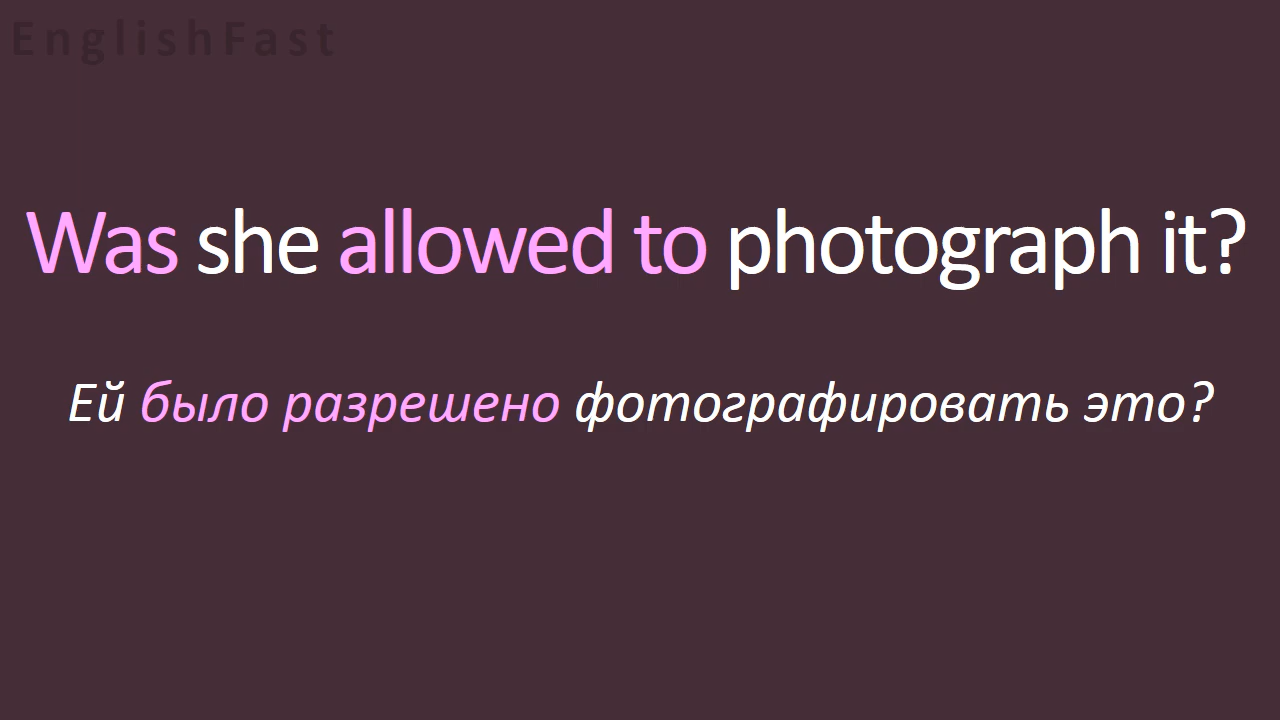 EnglishFast
Was she allowed to photograph it?
Ей было разрешено фотографировать это?